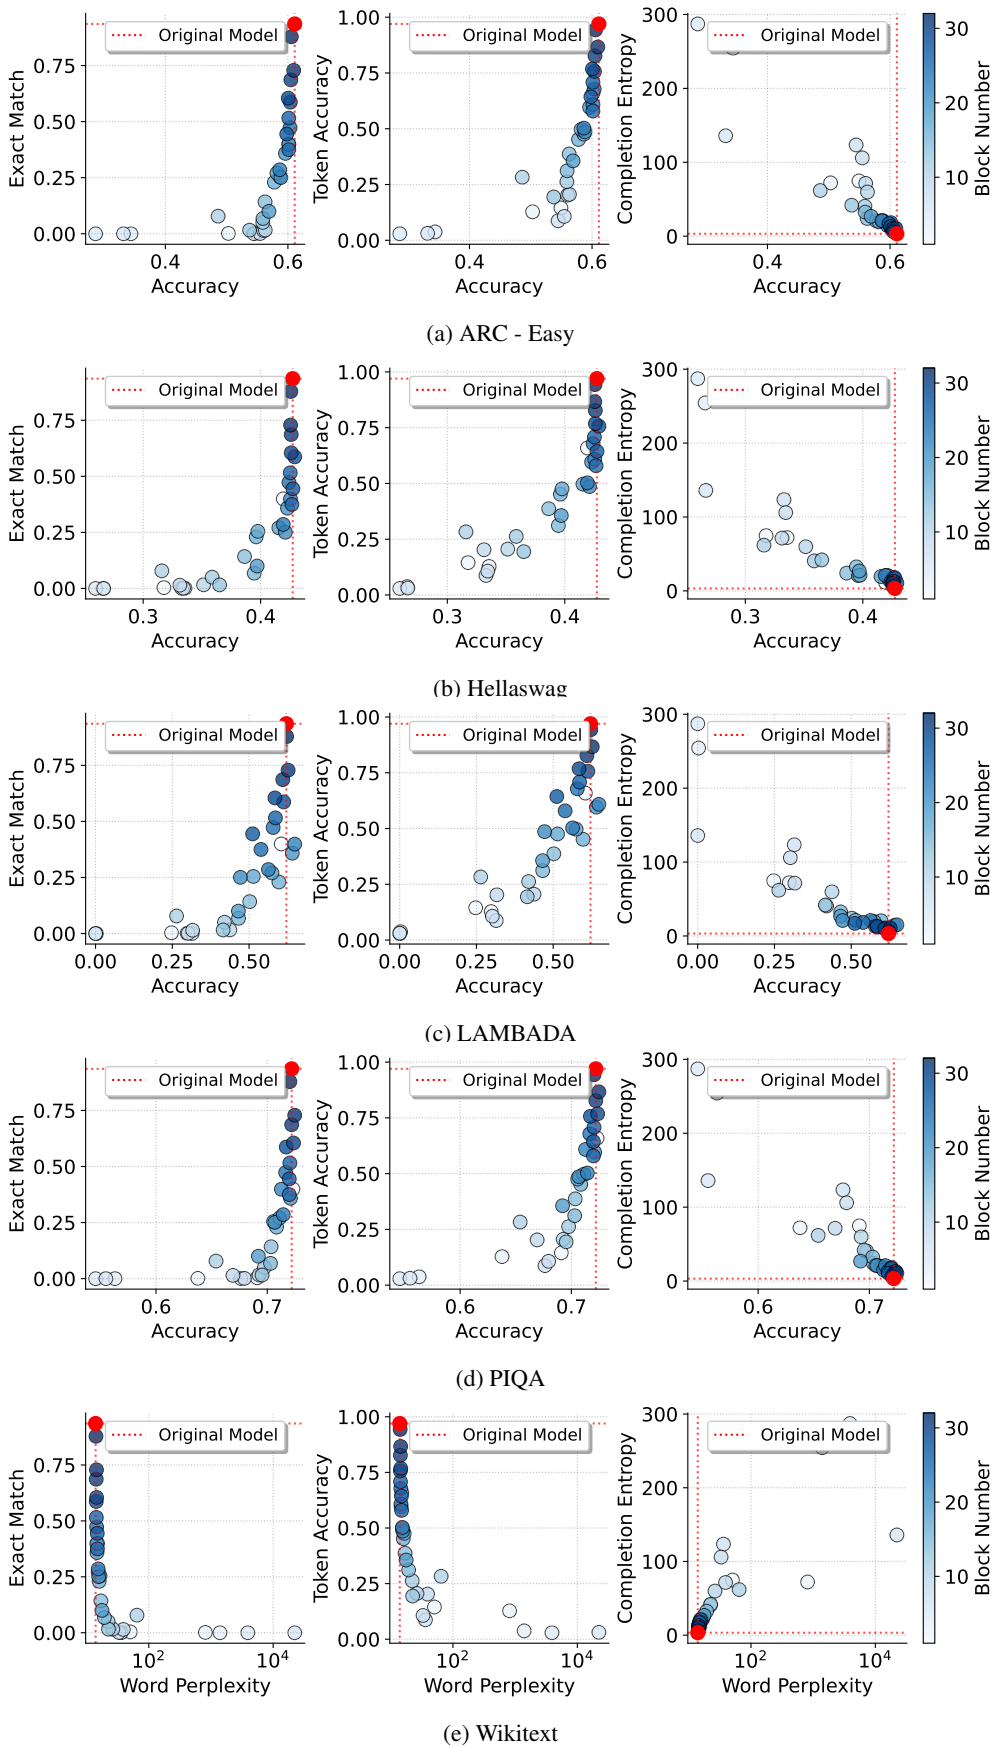 Exact Match
0.75
0.50
0.25
0.00
0.4
0.6
Accuracy
Original Model
Token Accuracy
1.00
0.75
0.50
0.25
0.00
0.4
0.6
Accuracy
Original Model
Completion Entropy
300
200
100
0
0.4
0.6
Accuracy
Original Model
30
20
10
Block Number
(a) ARC - Easy
Exact Match
0.75
0.50
0.25
0.00
0.3
0.4
Accuracy
Original Model
Token Accuracy
1.00
0.75
0.50
0.25
0.00
0.3
0.4
Accuracy
Original Model
Completion Entropy
300
200
100
0
0.3
0.4
Accuracy
Original Model
30
20
10
Block Number
(b) Hellaswag
Exact Match
0.75
0.50
0.25
0.00
0.00
0.25
0.50
Accuracy
Original Model
Token Accuracy
1.00
0.75
0.50
0.25
0.00
0.00
0.25
0.50
Accuracy
Original Model
Completion Entropy
300
200
100
0
0.00
0.25
0.50
Accuracy
Original Model
30
20
10
Block Number
(c) LAMBADA
Exact Match
0.75
0.50
0.25
0.00
0.6
0.7
Accuracy
Original Model
Token Accuracy
1.00
0.75
0.50
0.25
0.00
0.6
0.7
Accuracy
Original Model
Completion Entropy
300
200
100
0
0.6
0.7
Accuracy
Original Model
30
20
10
Block Number
(d) PIQA
Exact Match
0.75
0.50
0.25
0.00
10²
10⁴
Word Perplexity
Original Model
Token Accuracy
1.00
0.75
0.50
0.25
0.00
10²
10⁴
Word Perplexity
Original Model
Completion Entropy
300
200
100
0
10²
10⁴
Word Perplexity
Original Model
30
20
10
Block Number
(e) Wikitext